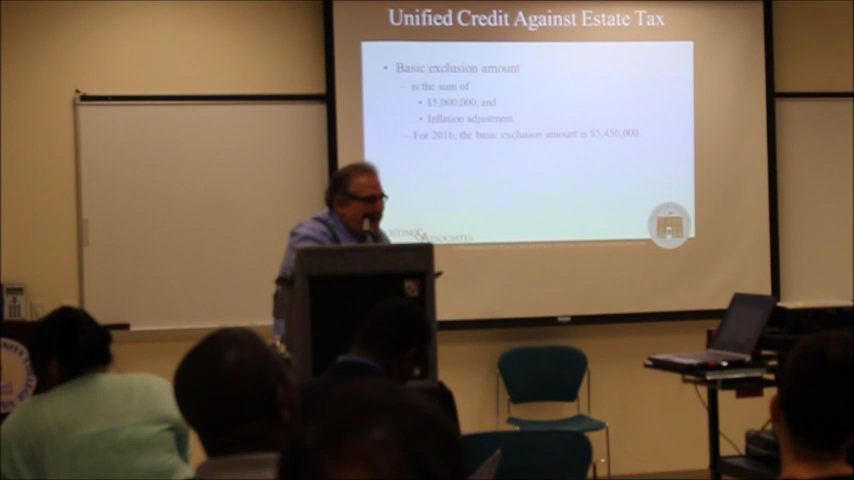 Unified Credit Against Estate Tax
• Basic exclusion amount
– is the sum of
• $5,000,000; and
• Inflation adjustment.
– For 2016, the basic exclusion amount is $5,450,000.
& ASSOCIATES